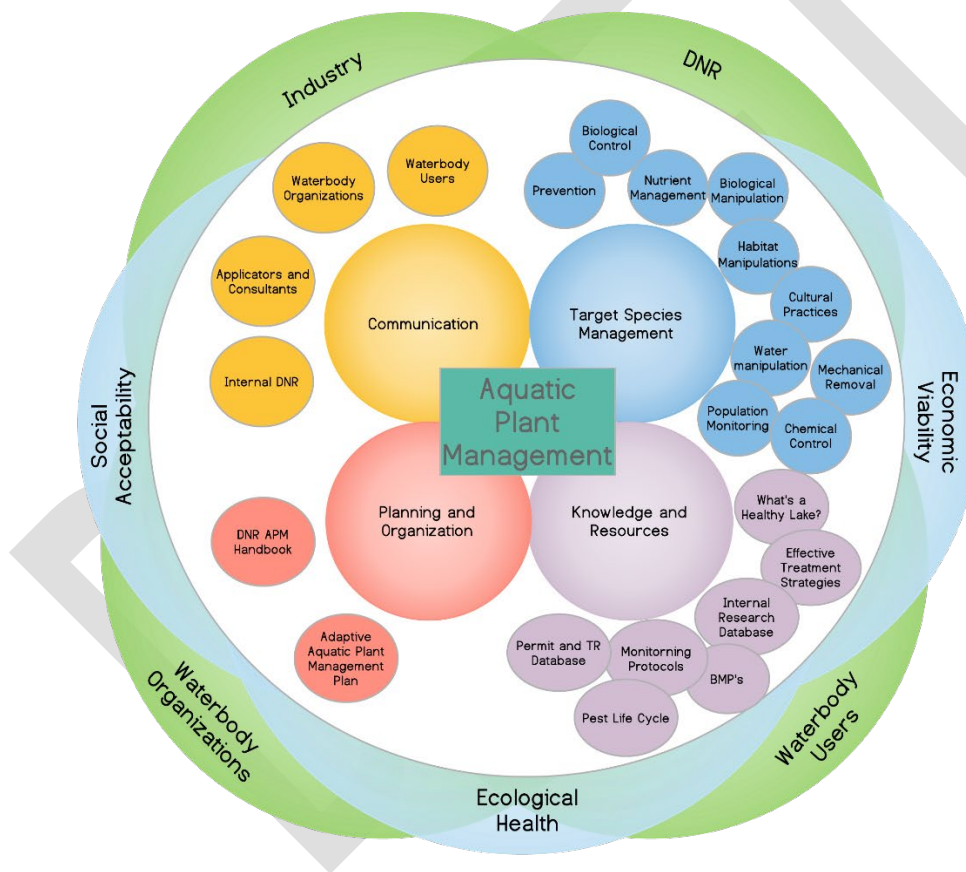 Industry
DNR
Biological
Control
Waterbody
Users
Waterbody
Organizations
Prevention
Nutrient
Management
Biological
Manipulation
Habitat
Manipulations
Applicators and
Consultants
Cultural
Practices
Communication
Target Species
Management
Water
manipulation
Mechanical
Removal
Internal DNR
Aquatic
Plant
Management
Population
Monitoring
Chemical
Control
Social
Acceptability
Economic
Viability
Planning and
Organization
Knowledge and
Resources
What's a
Healthy Lake?
DNR APM
Handbook
Effective
Treatment
Strategies
Internal
Research
Database
Adaptive
Aquatic Plant
Management
Plan
Permit and TR
Database
Monitorning
Protocols
BMP's
Pest Life Cycle
Waterbody
Organizations
Waterbody
Users
Ecological
Health